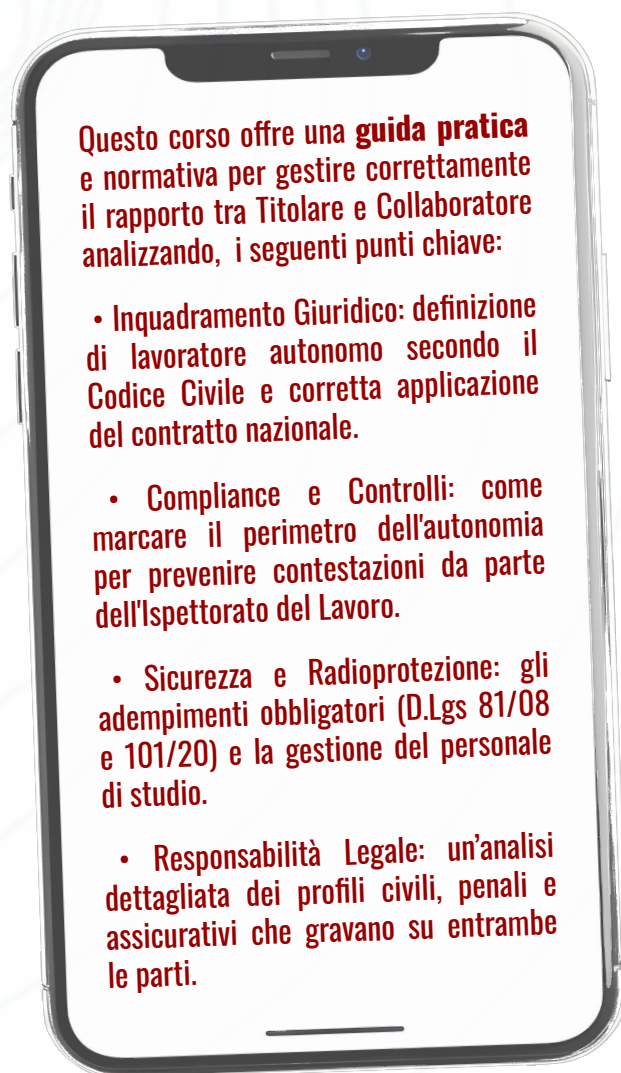 Questo corso offre una guida pratica
e normativa per gestire correttamente
il rapporto tra Titolare e Collaboratore
analizzando, i seguenti punti chiave:
• Inquadramento Giuridico: definizione
di lavoratore autonomo secondo il
Codice Civile e corretta applicazione
del contratto nazionale.
• Compliance e Controlli: come
marcare il perimetro dell'autonomia
per prevenire contestazioni da parte
dell'Ispettorato del Lavoro.
• Sicurezza e Radioprotezione: gli
adempimenti obbligatori (D.Lgs 81/08
e 101/20) e la gestione del personale
di studio.
• Responsabilità Legale: un’analisi
dettagliata dei profili civili, penali e
assicurativi che gravano su entrambe
le parti.